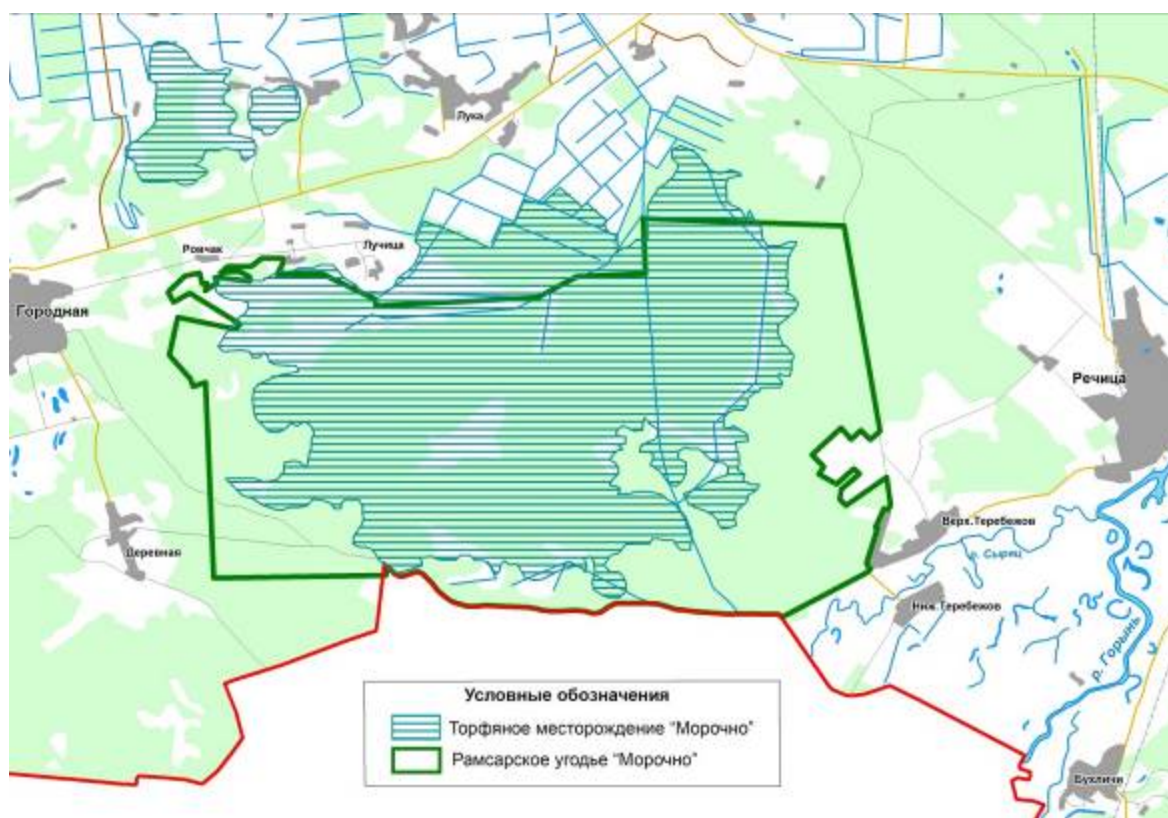 Лука
Ровчак
Лучица
Городная
Речица
Верх.Теребежов
р. Сырец
Деревная
Ниж.Теребежов
р. Горынь
Условные обозначения
Торфяное месторождение “Морочно”
Рамсарское угодье “Морочно”
Бухличи